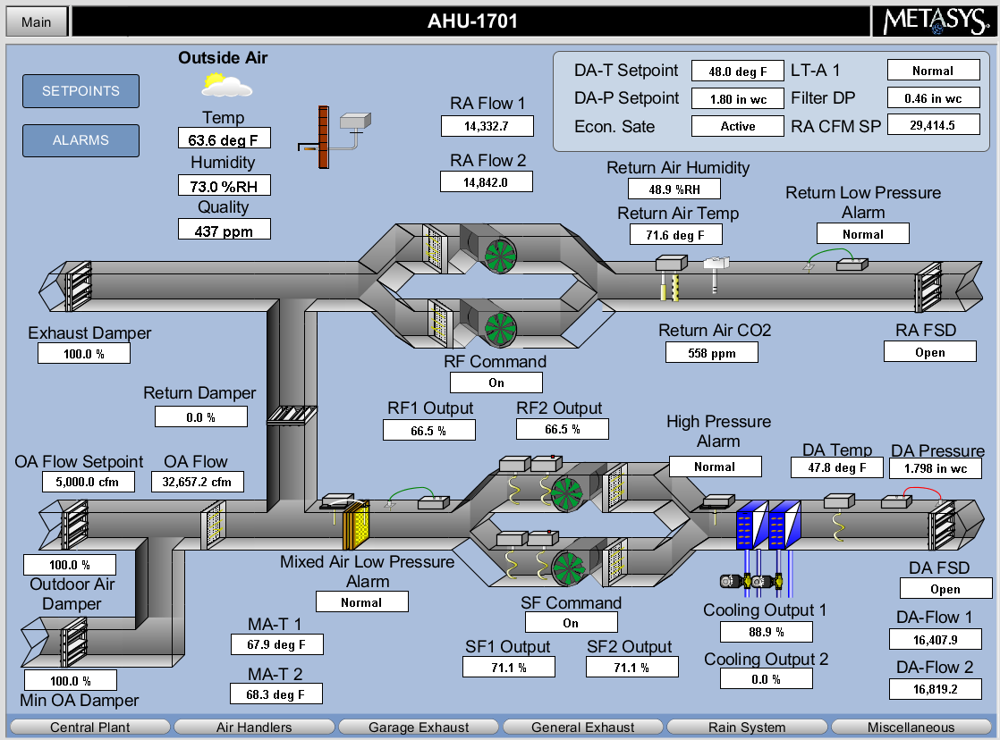 Main
AHU-1701
METASYS
SETPOINTS
ALARMS
Outside Air
Temp
63.6 deg F
Humidity
73.0 %RH
Quality
437 ppm
RA Flow 1
14,332.7
RA Flow 2
14,842.0
DA-T Setpoint
48.0 deg F
LT-A 1
Normal
DA-P Setpoint
1.80 in wc
Filter DP
0.46 in wc
Econ. Sate
Active
RA CFM SP
29,414.5
Return Air Humidity
48.9 %RH
Return Air Temp
71.6 deg F
Return Low Pressure
Alarm
Normal
Exhaust Damper
100.0 %
RF Command
On
Return Air CO2
558 ppm
RA FSD
Open
Return Damper
0.0 %
RF1 Output
66.5 %
RF2 Output
66.5 %
High Pressure
Alarm
Normal
DA Temp
47.8 deg F
DA Pressure
1.798 in wc
OA Flow Setpoint
5,000.0 cfm
OA Flow
32,657.2 cfm
100.0 %
Outdoor Air
Damper
Mixed Air Low Pressure
Alarm
Normal
SF Command
On
DA FSD
Open
Cooling Output 1
88.9 %
DA-Flow 1
16,407.9
MA-T 1
67.9 deg F
SF1 Output
71.1 %
SF2 Output
71.1 %
Cooling Output 2
0.0 %
DA-Flow 2
16,819.2
MA-T 2
68.3 deg F
100.0 %
Min OA Damper
Central Plant
Air Handlers
Garage Exhaust
General Exhaust
Rain System
Miscellaneous